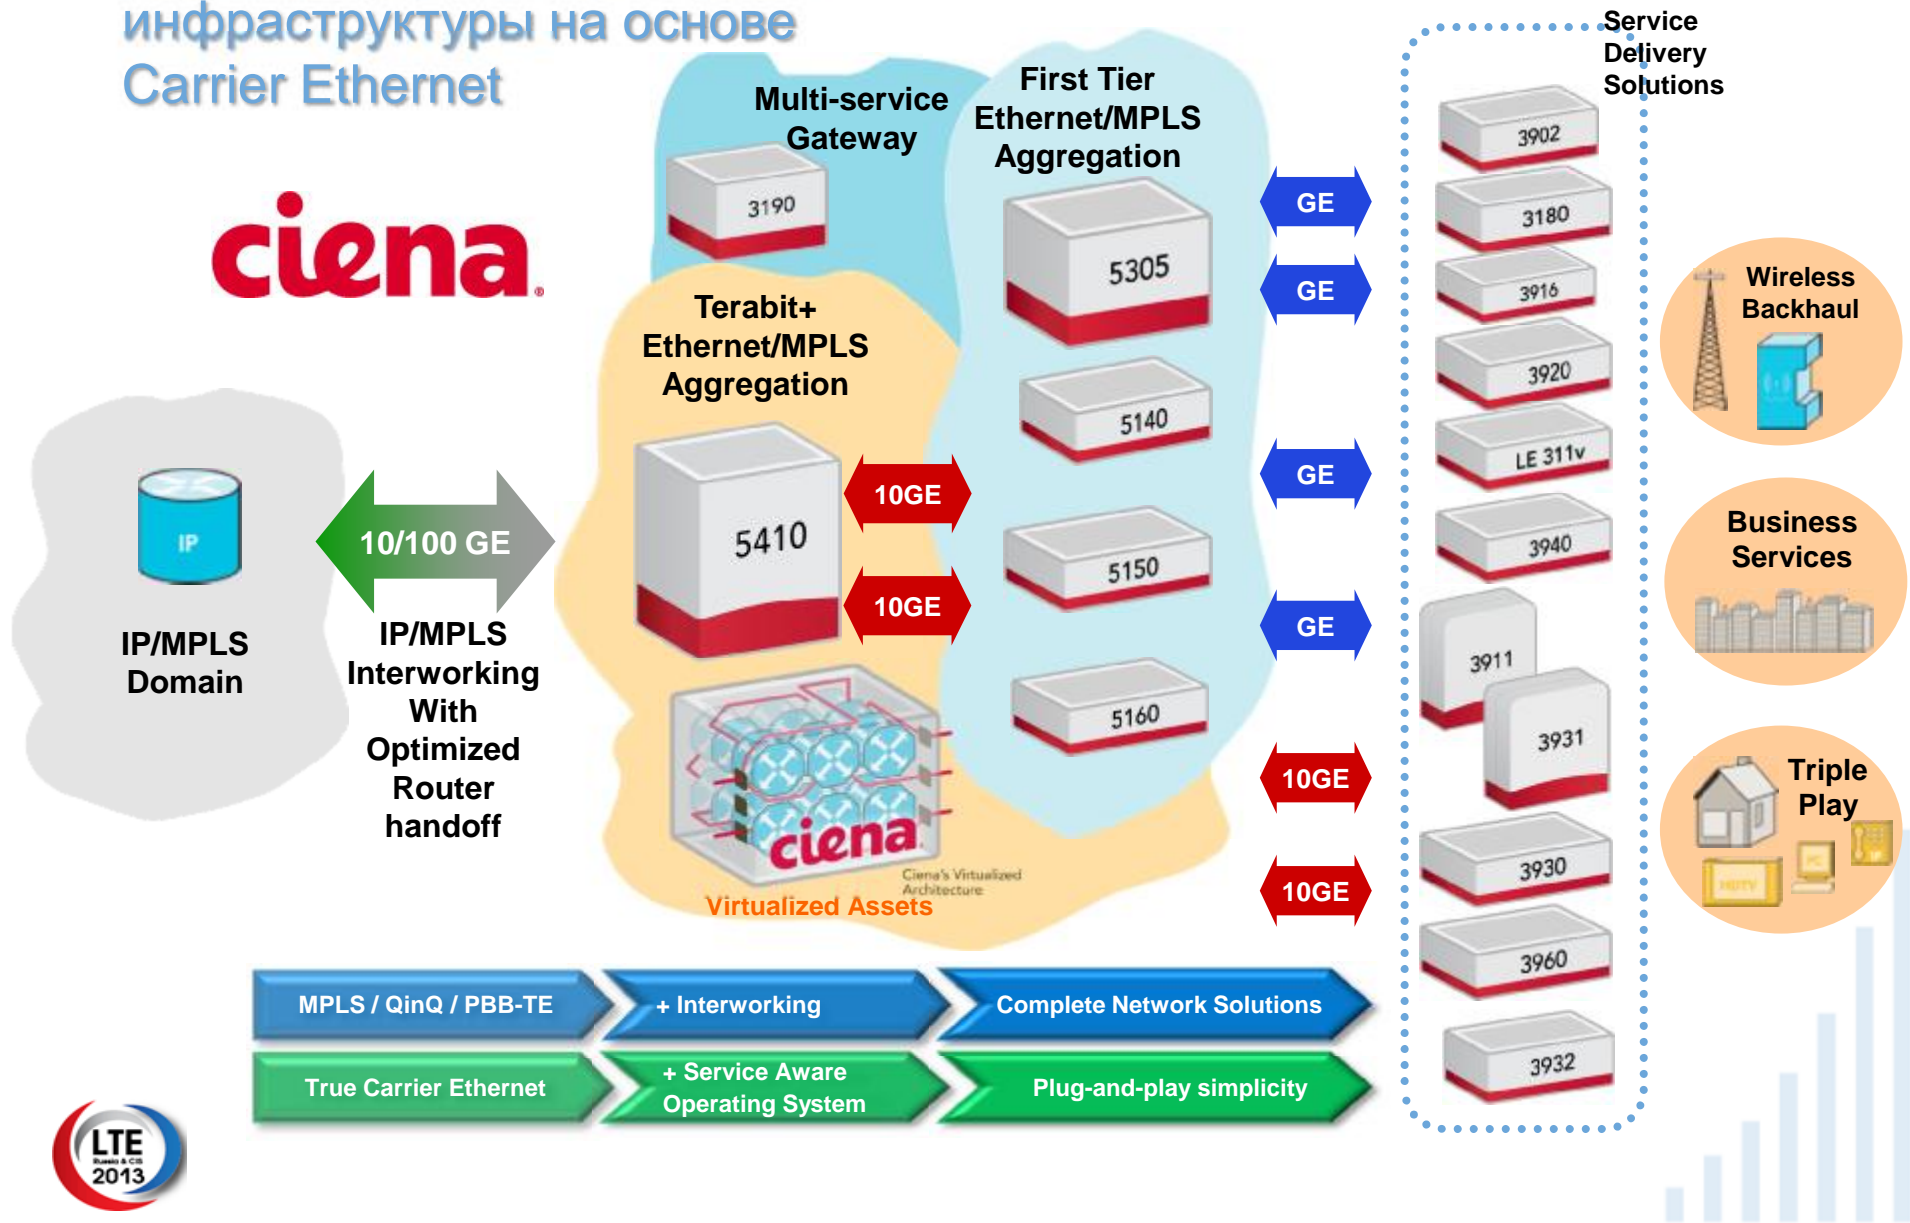 инфраструктуры на основе
Carrier Ethernet
ciena
IP
IP/MPLS
Domain
10/100 GE
IP/MPLS
Interworking
With
Optimized
Router
handoff
Multi-service
Gateway
3190
First Tier
Ethernet/MPLS
Aggregation
5305
5140
5150
5160
Terabit+
Ethernet/MPLS
Aggregation
5410
10GE
10GE
ciena
Ciena's Virtualized
Architecture
Virtualized Assets
GE
GE
GE
GE
10GE
10GE
Service
Delivery
Solutions
3902
3180
3916
3920
LE 311v
3940
3911
3931
3930
3960
3932
Wireless
Backhaul
Business
Services
Triple
Play
PC
HDTV
MPLS / QinQ / PBB-TE
+ Interworking
Complete Network Solutions
True Carrier Ethernet
+ Service Aware
Operating System
Plug-and-play simplicity
LTE
Russia & CIS
2013